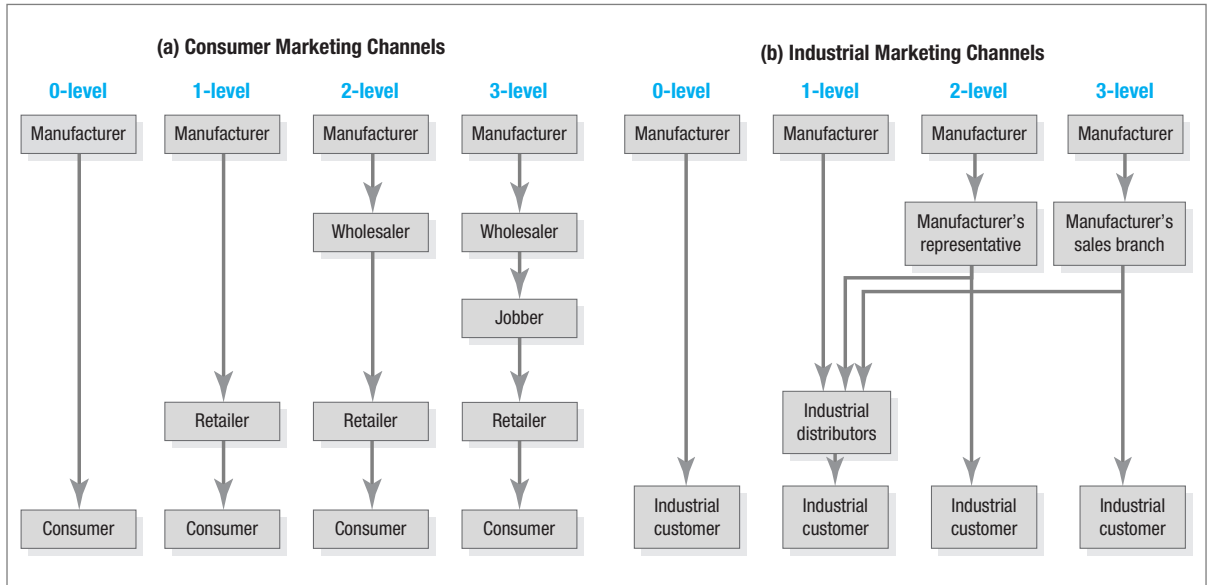 (a) Consumer Marketing Channels
0-level
1-level
2-level
3-level
Manufacturer
Manufacturer
Manufacturer
Manufacturer
Wholesaler
Wholesaler
Jobber
Retailer
Retailer
Retailer
Consumer
Consumer
Consumer
Consumer
(b) Industrial Marketing Channels
0-level
1-level
2-level
3-level
Manufacturer
Manufacturer
Manufacturer
Manufacturer
Manufacturer’s
representative
Manufacturer’s
sales branch
Industrial
distributors
Industrial
customer
Industrial
customer
Industrial
customer
Industrial
customer